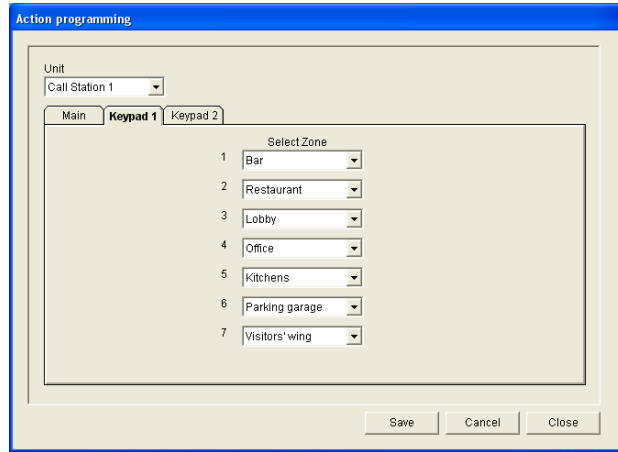 Action programming
Unit
Call Station 1
Main Keypad 1 Keypad 2
Select Zone
1 Bar
2 Restaurant
3 Lobby
4 Office
5 Kitchens
6 Parking garage
7 Visitors' wing
Save Cancel Close